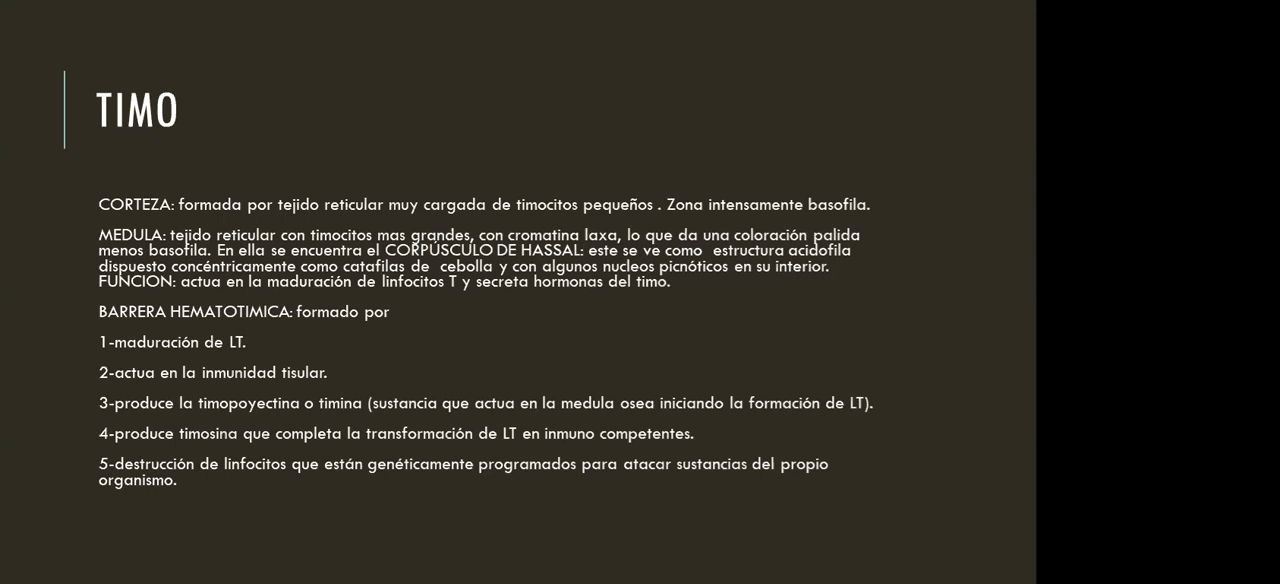 TIMO
CORTEZA: formada por tejido reticular muy cargada de timocitos pequeños . Zona intensamente basofila.
MEDULA: tejido reticular con timocitos mas grandes, con cromatina laxa, lo que da una coloración palida
menos basofila. En ella se encuentra el CORPÚSCULO DE HASSAL: este se ve como  estructura acidofila
dispuesto concéntricamente como catafilas de  cebolla y con algunos nucleos picnóticos en su interior.
FUNCION: actua en la maduración de linfocitos T y secreta hormonas del timo.
BARRERA HEMATOTIMICA: formado por
1-maduración de LT.
2-actua en la inmunidad tisular.
3-produce la timopoyectina o timina (sustancia que actua en la medula osea iniciando la formación de LT).
4-produce timosina que completa la transformación de LT en inmuno competentes.
5-destrucción de linfocitos que están genéticamente programados para atacar sustancias del propio
organismo.